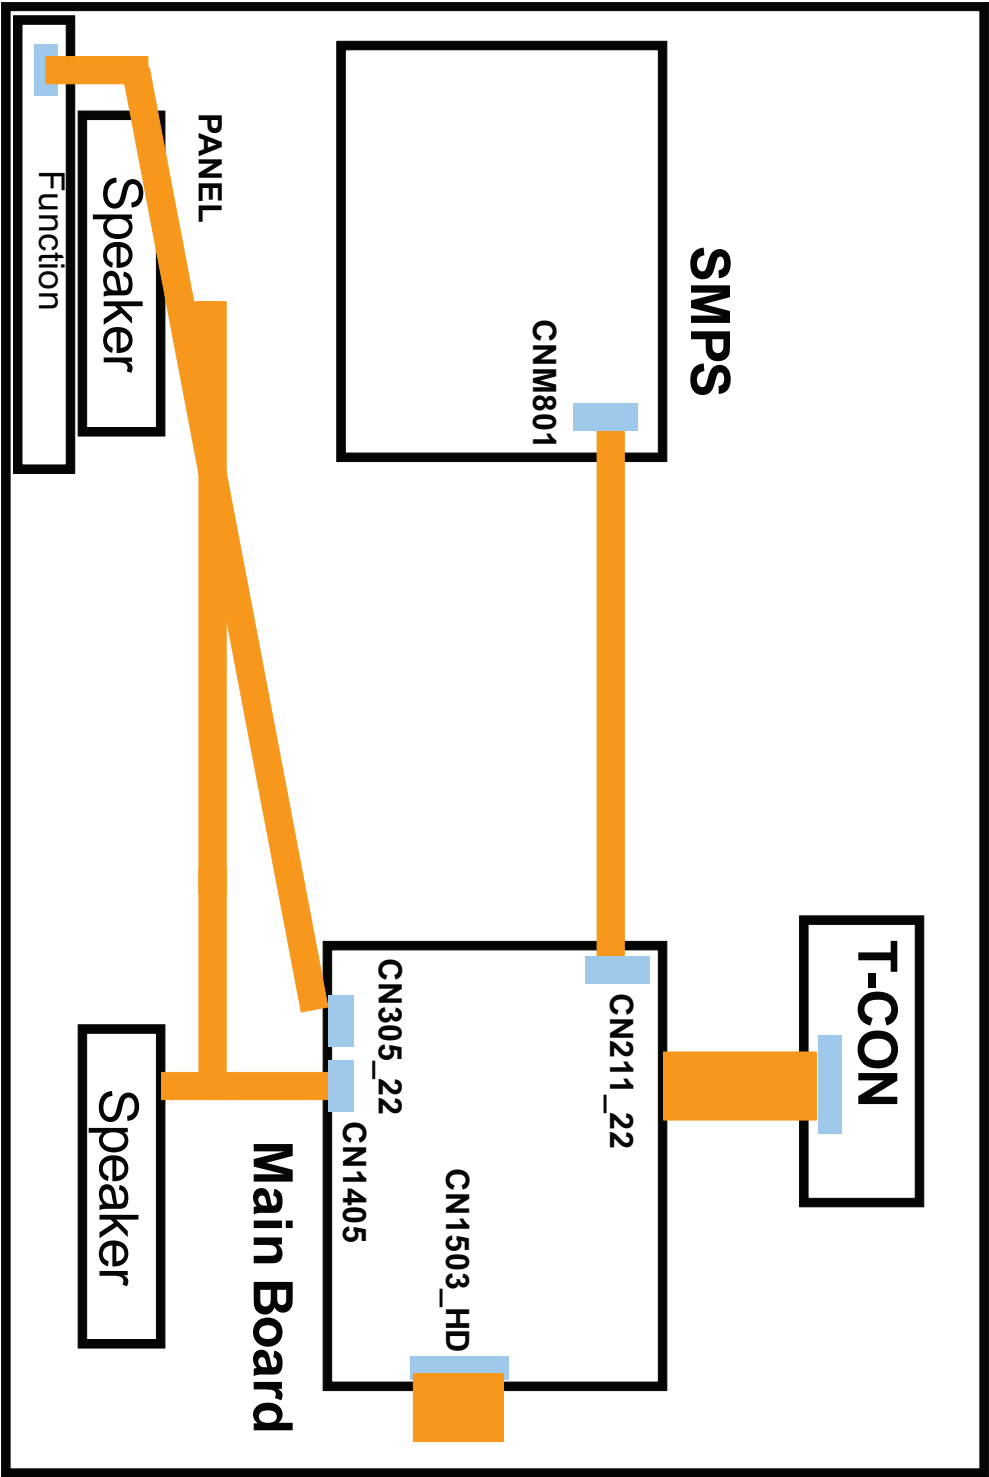 SMPS
T-CON
CNM801
CN211_22
CN1503_HD
CN305_22
CN1405
Main Board
PANEL
Speaker
Speaker
Function